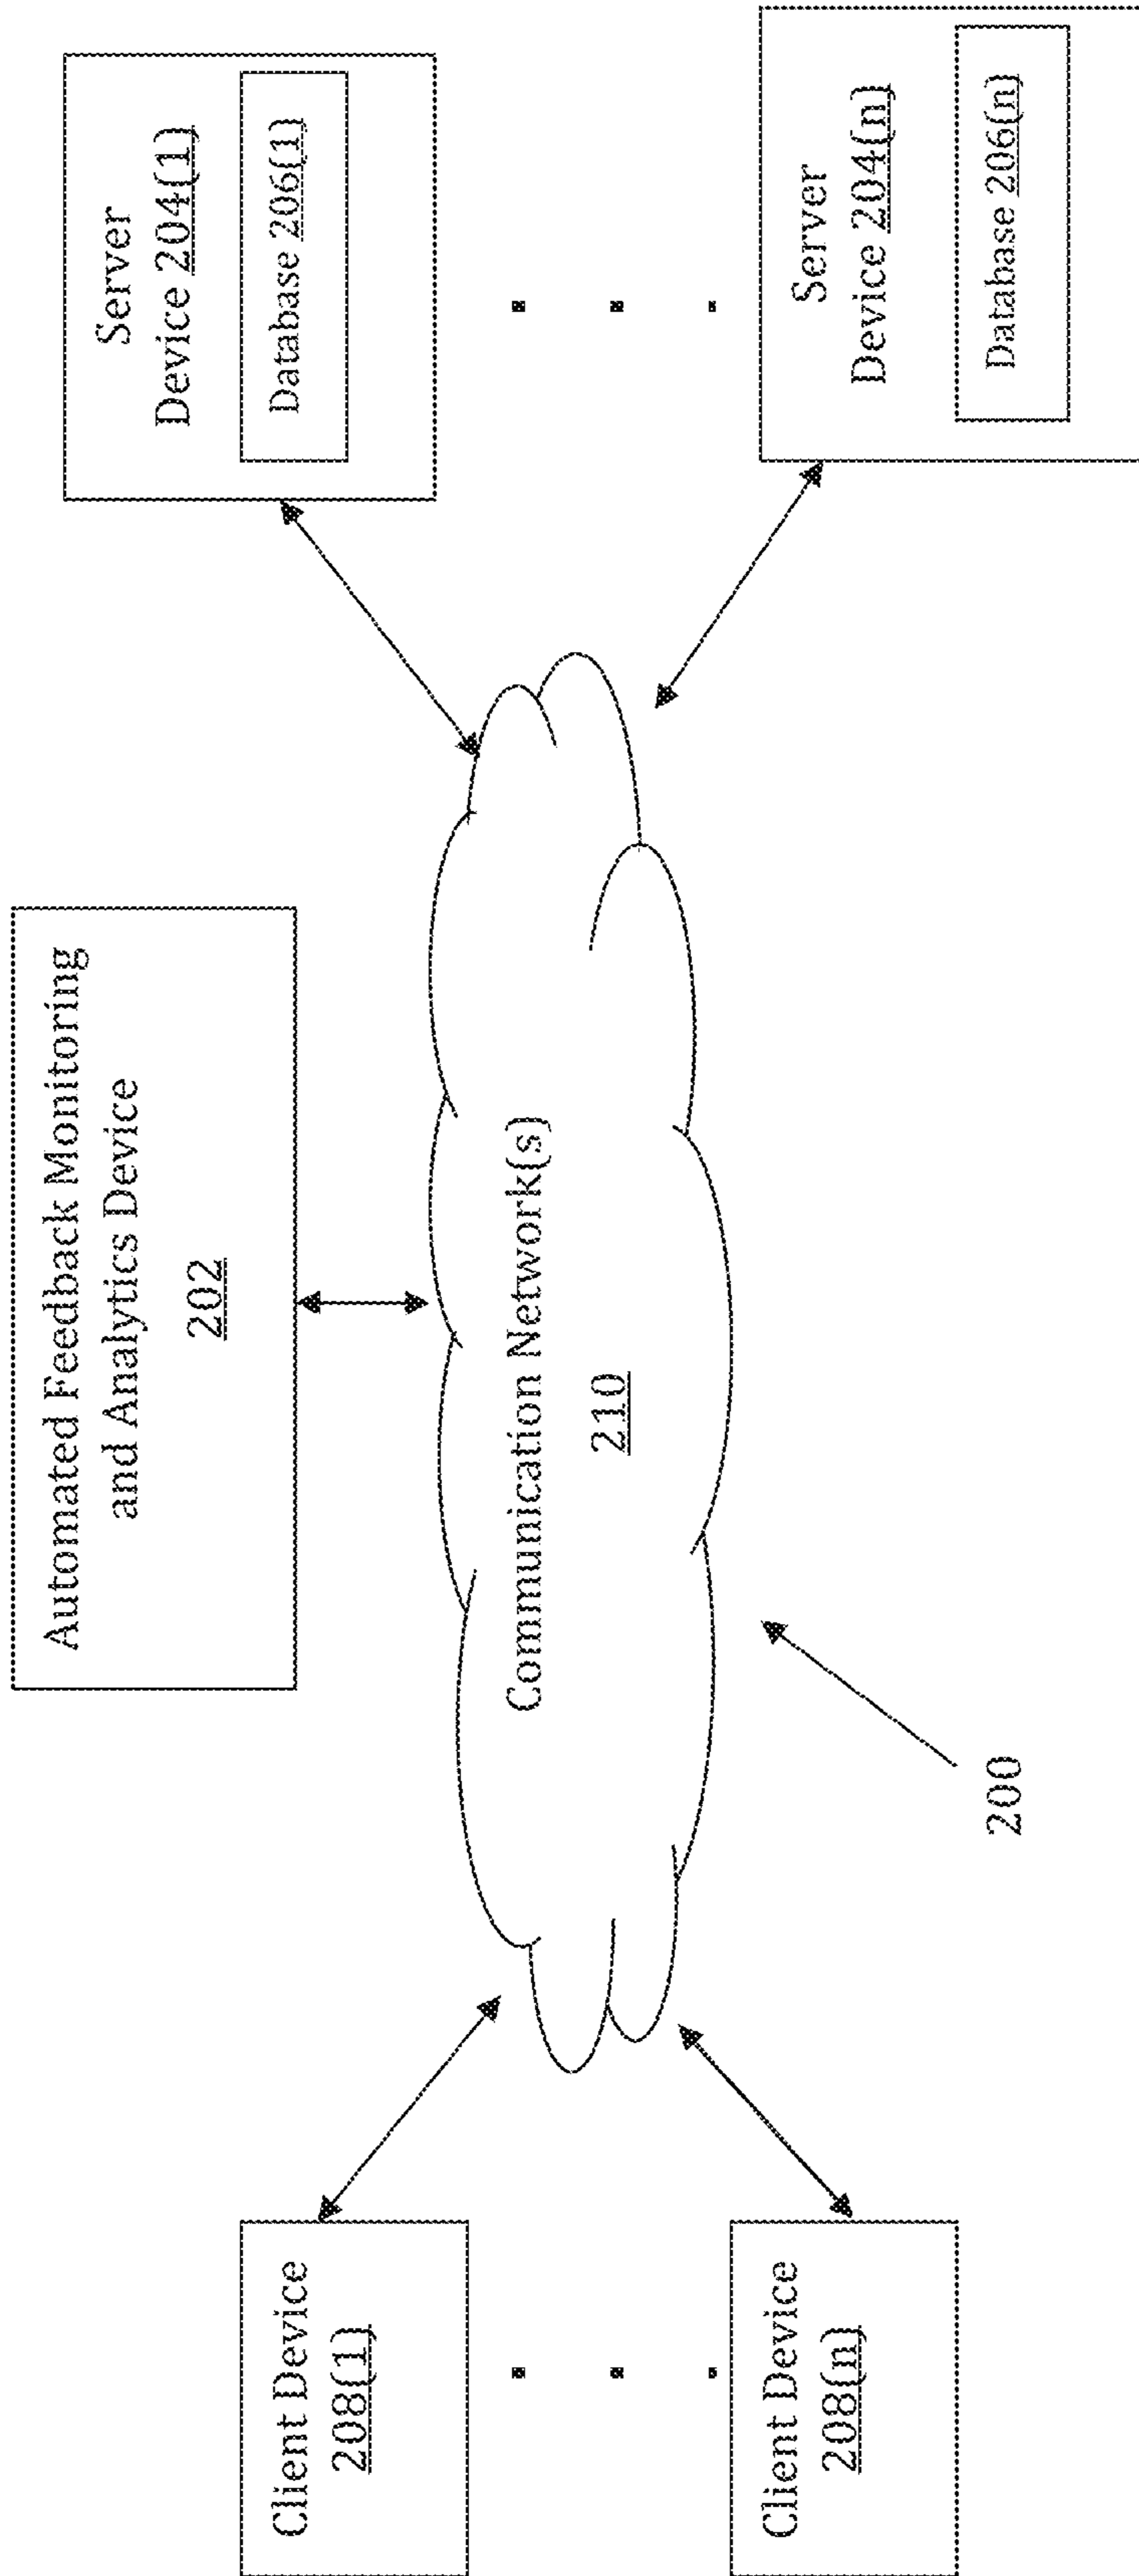 Automated Feedback Monitoring
and Analytics Device
202
Client Device
208(1)
Client Device
208(n)
Communication Network(s)
210
200
Server
Device 204(1)
Database 206(1)
Server
Device 204(n)
Database 206(n)